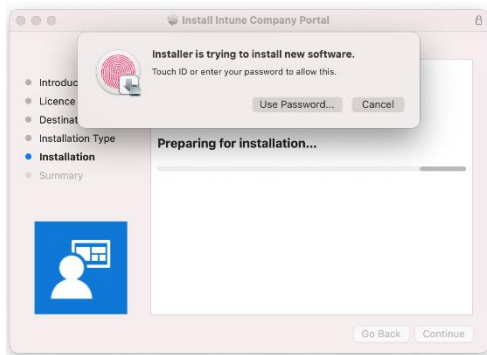 Install Intune Company Portal
Installer is trying to install new software.
Touch ID or enter your password to allow this.
Use Password... Cancel
Introduc
Licence
Destinat
Installation Type
Installation
Summary
Preparing for installation...
Go Back Continue